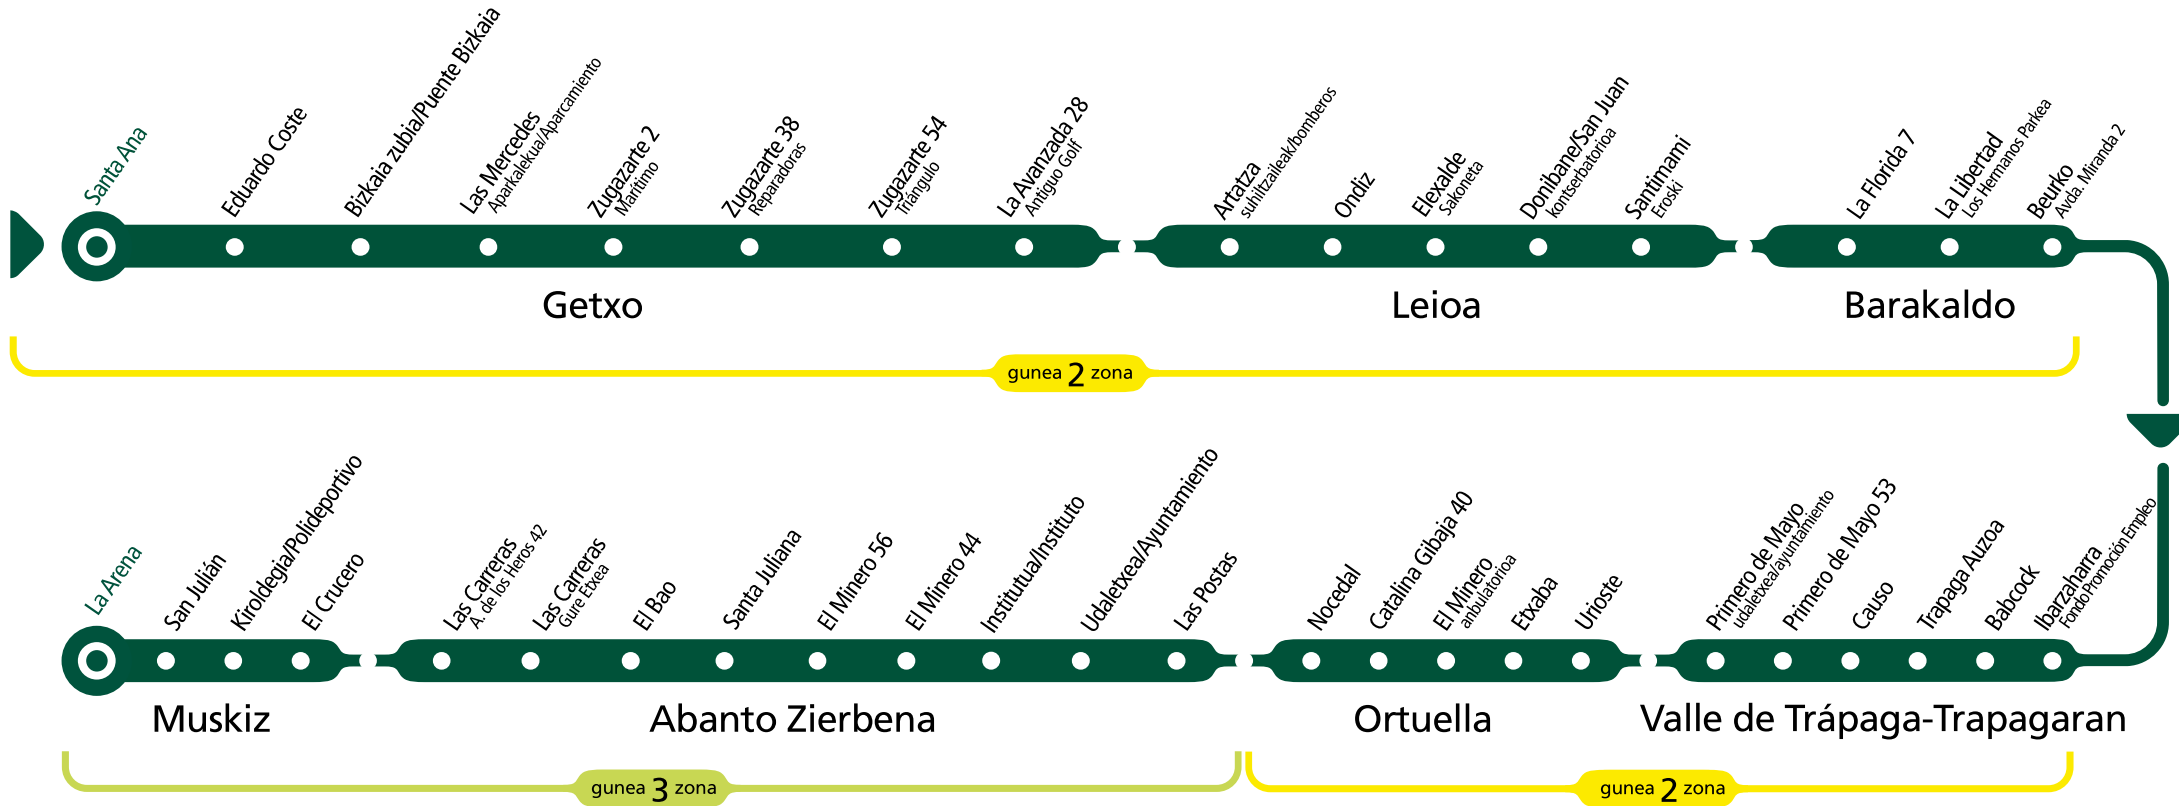 Santa Ana
Eduardo Coste
Bizkaia zubia/Puente Bizkaia
Las Mercedes
Aparkalekua/Aparcamiento
Zugazarte 2
Marítimo
Zugazarte 38
Reparadoras
Zugazarte 54
Triángulo
La Avanzada 28
Antiguo Golf
Artatza
suhiltzaileak/bomberos
Ondiz
Elexalde
Sakoneta
Donibane/San Juan
kontserbatorioa
Santimami
Eroski
La Florida 7
La Libertad
Los Hermanos Parkea
Beurko
Avda. Miranda 2
Getxo
Leioa
Barakaldo
gunea 2 zona
La Arena
San Julián
Kiroldegia/Polideportivo
El Crucero
Las Carreras
A. de los Heros 42
Las Carreras
Gure Etxea
El Bao
Santa Juliana
El Minero 56
El Minero 44
Institutua/Instituto
Udaletxea/Ayuntamiento
Las Postas
Nocedal
Catalina Gibaja 40
El Minero
anbulatorioa
Etxaba
Urioste
Primero de Mayo
udaletxea/ayuntamiento
Primero de Mayo 53
Causo
Trapaga Auzoa
Babcock
Ibarzaharra
Fondo Promoción Empleo
Muskiz
Abanto Zierbena
Ortuella
Valle de Trápaga-Trapagaran
gunea 3 zona
gunea 2 zona